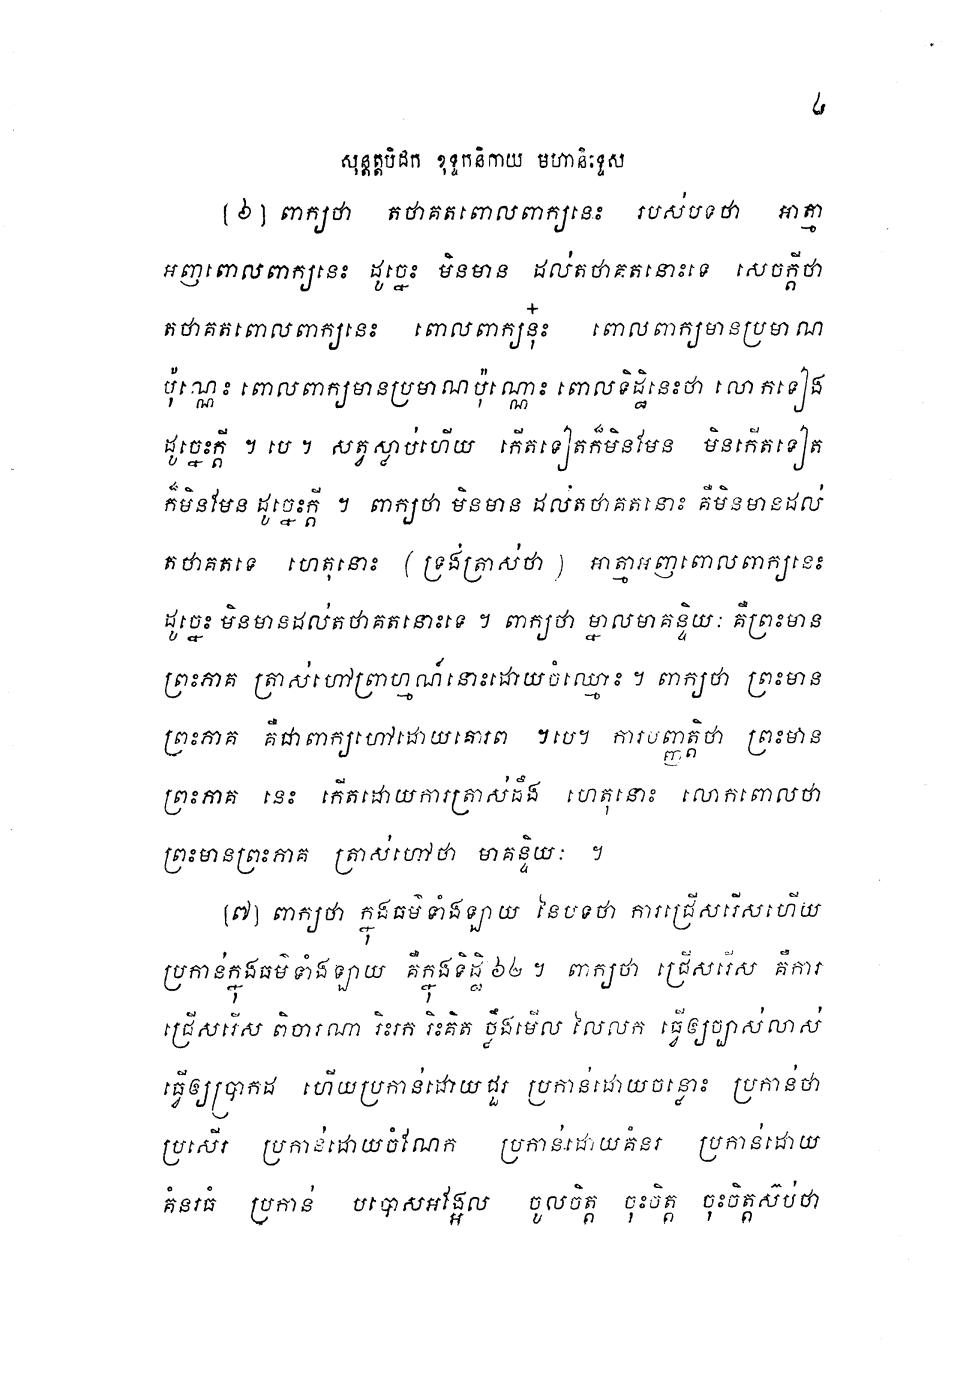 ៤
សុត្តន្តបិដក ខុទ្ទកនិកាយ មហានិទ្ទេស
(៦) ពាក្យថា តថាគតពោលពាក្យនេះ របស់បទថា អាត្មា
អញពោលពាក្យនេះ ដូច្នេះ មិនមាន ដល់តថាគតនោះទេ សេចក្តីថា
តថាគតពោលពាក្យនេះ ពោលពាក្យនុ៎ះ ពោលពាក្យមានប្រមាណ
ប៉ុណ្ណេះ ពោលពាក្យមានប្រមាណប៉ុណ្ណោះ ពោលទិដ្ឋិនេះថា លោកទៀង
ដូច្នេះក្តី ។ បេ ។ សត្វស្លាប់ហើយ កើតទៀតក៏មិនមែន មិនកើតទៀត
ក៏មិនមែន ដូច្នេះក្តី ។ ពាក្យថា មិនមាន ដល់តថាគតនោះ គឺមិនមានដល់
តថាគតទេ ហេតុនោះ (ទ្រង់ត្រាស់ថា) អាត្មាអញពោលពាក្យនេះ
ដូច្នេះ មិនមានដល់តថាគតនោះទេ ។ ពាក្យថា ម្នាលមាគន្ទិយៈ គឺព្រះមាន
ព្រះភាគ ត្រាស់ហៅព្រាហ្មណ៍នោះដោយចំឈ្មោះ ។ ពាក្យថា ព្រះមាន
ព្រះភាគ គឺជាពាក្យហៅដោយគោរព ។បេ។ ការបញ្ញត្តិថា ព្រះមាន
ព្រះភាគ នេះ កើតដោយការត្រាស់ដឹង ហេតុនោះ លោកពោលថា
ព្រះមានព្រះភាគ ត្រាស់ហៅថា មាគន្ទិយៈ ។
(៧) ពាក្យថា ក្នុងធម៌ទាំងឡាយ នៃបទថា ការជ្រើសរើសហើយ
ប្រកាន់ក្នុងធម៌ទាំងឡាយ គឺក្នុងទិដ្ឋិ ៦២ ។ ពាក្យថា ជ្រើសរើស គឺការ
ជ្រើសរើស ពិចារណា រិះរក រិះគិត ថ្លឹងមើល លៃលក ធ្វើឲ្យច្បាស់លាស់
ធ្វើឲ្យប្រាកដ ហើយប្រកាន់ដោយផ្ដួរ ប្រកាន់ដោយចន្លោះ ប្រកាន់ថា
ប្រសើរ ប្រកាន់ដោយចំណែក ប្រកាន់ដោយគំនរ ប្រកាន់ដោយ
គំនរធំ ប្រកាន់ បបោសអង្អែល ចូលចិត្ត ចុះចិត្ត ចុះចិត្តស៊ប់ថា